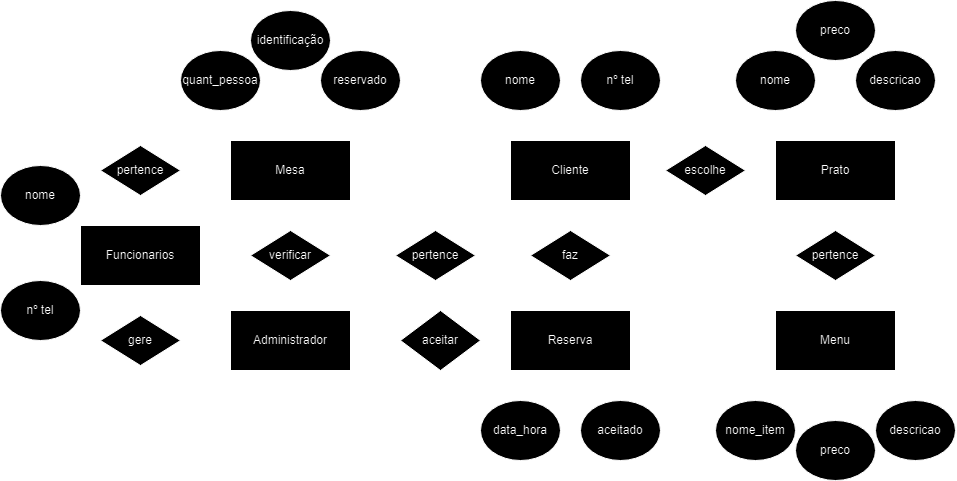 preco
identificação
quant_pessoa
reservado
nome
nº tel
nome
descricao
pertence
Mesa
Cliente
escolhe
Prato
nome
Funcionarios
verificar
pertence
faz
pertence
nº tel
gere
Administrador
aceitar
Reserva
Menu
data_hora
aceitado
nome_item
preco
descricao